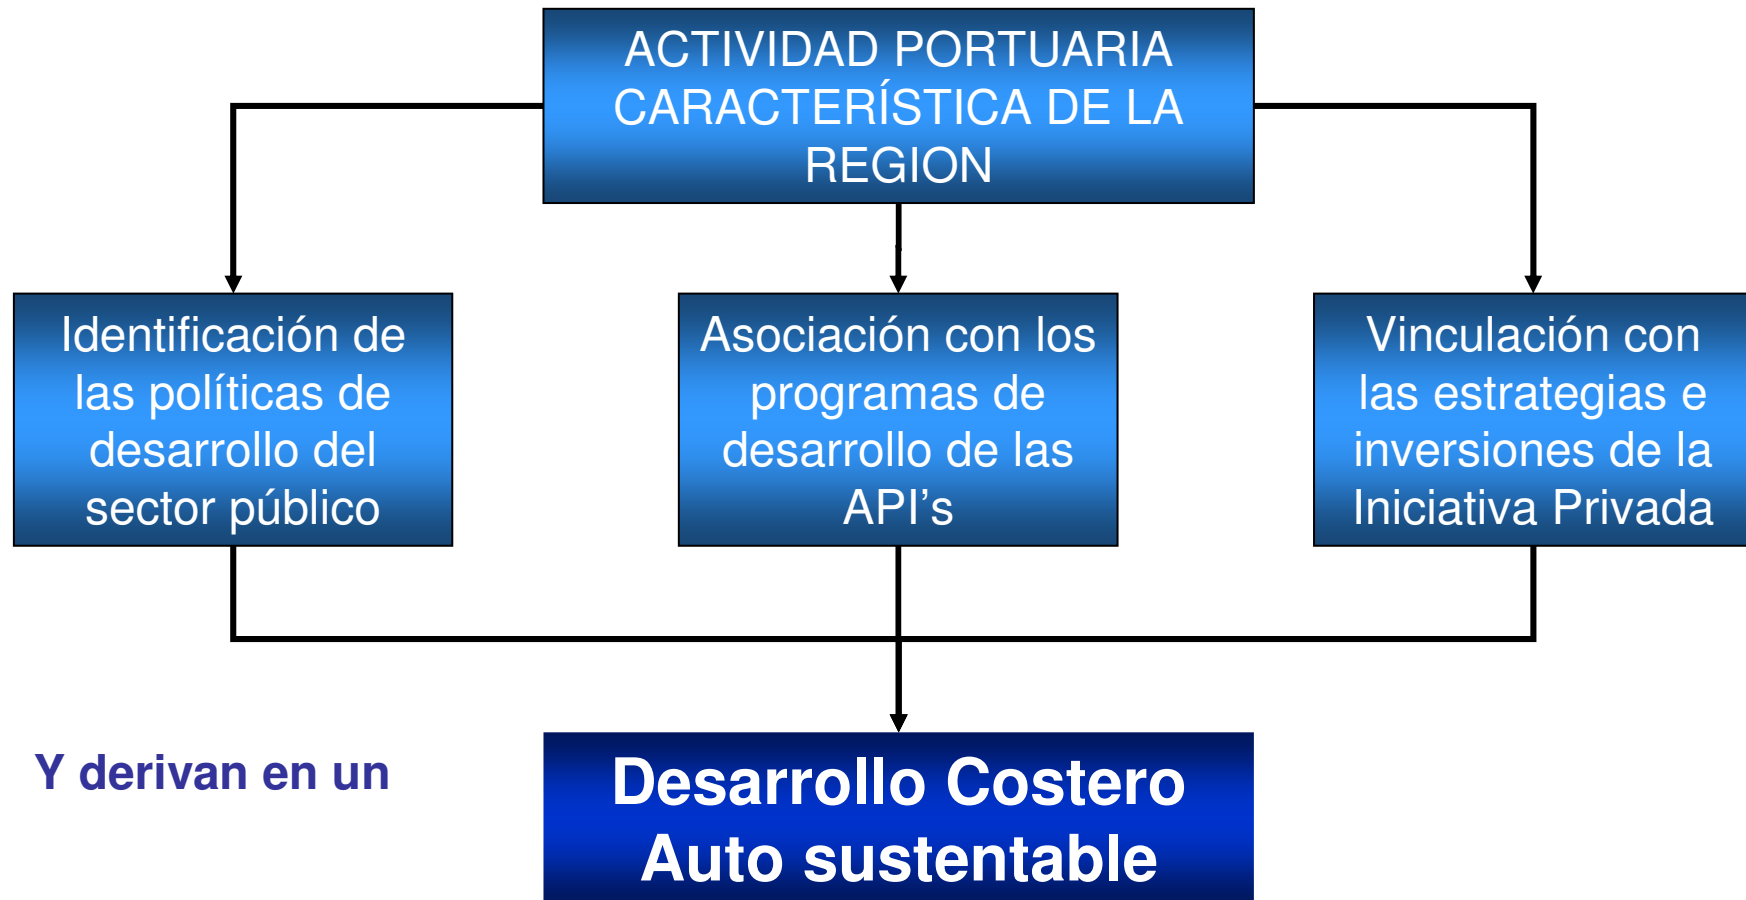 ACTIVIDAD PORTUARIA
CARACTERÍSTICA DE LA
REGION
Identificación de
las políticas de
desarrollo del
sector público
Asociación con los
programas de
desarrollo de las
API's
Vinculación con
las estrategias e
inversiones de la
Iniciativa Privada
Y derivan en un
Desarrollo Costero
Auto sustentable